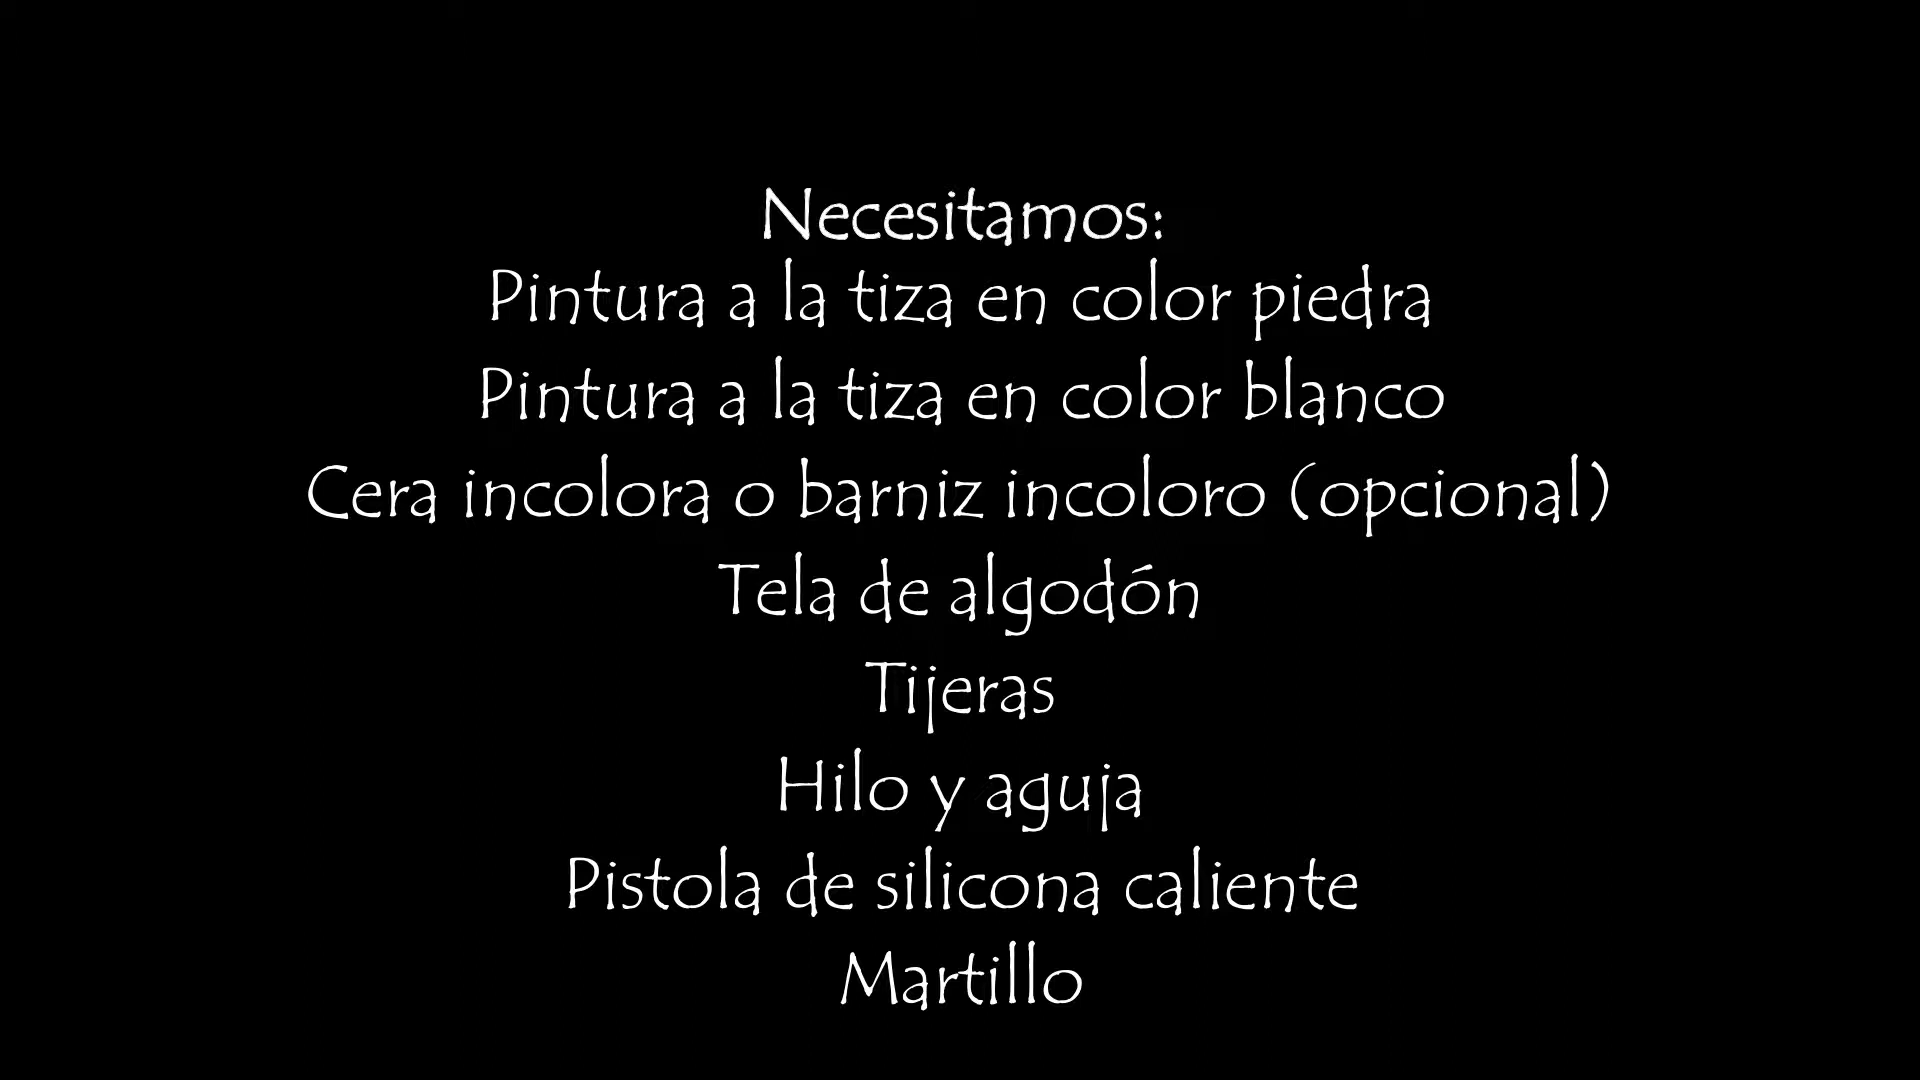 Necesitamos:
Pintura a la tiza en color piedra
Pintura a la tiza en color blanco
Cera incolora o barniz incoloro (opcional)
Tela de algodón
Tijeras
Hilo y aguja
Pistola de silicona caliente
Martillo